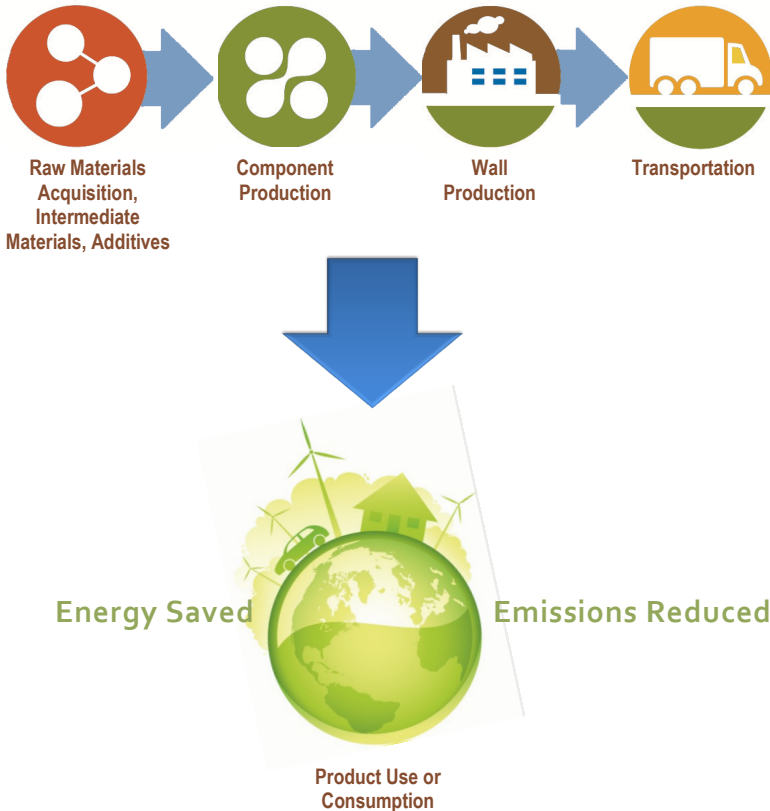 Raw Materials
Acquisition,
Intermediate
Materials, Additives
Component
Production
Wall
Production
Transportation
Energy Saved
Emissions Reduced
Product Use or
Consumption